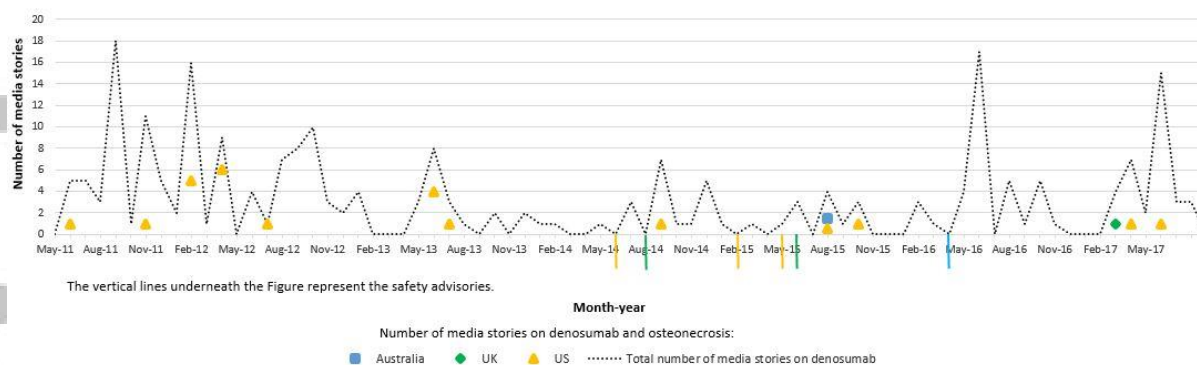 Number of media stories
20
18
16
14
12
10
8
6
4
2
0
May-11 Aug-11 Nov-11 Feb-12 May-12 Aug-12 Nov-12 Feb-13 May-13 Aug-13 Nov-13 Feb-14 May-14 Aug-14 Nov-14 Feb-15 May-15 Aug-15 Nov-15 Feb-16 May-16 Aug-16 Nov-16 Feb-17 May-17
The vertical lines underneath the Figure represent the safety advisories.
Month-year
Number of media stories on denosumab and osteonecrosis:
Australia UK US Total number of media stories on denosumab